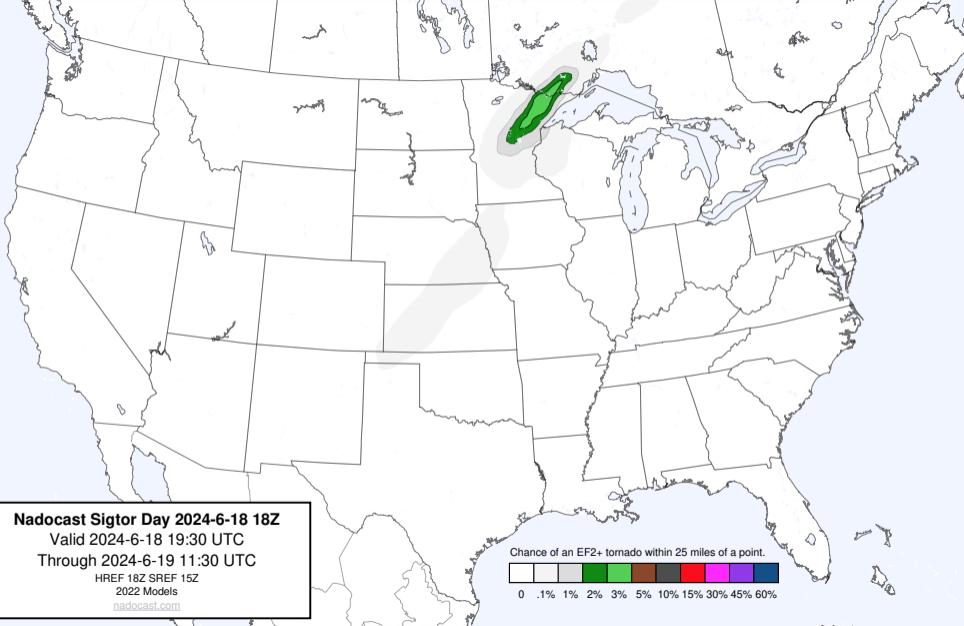 Nadocast Sigtor Day 2024-6-18 18Z
Valid 2024-6-18 19:30 UTC
Through 2024-6-19 11:30 UTC
HREF 18Z SREF 15Z
2022 Models
nadocast.com
Chance of an EF2+ tornado within 25 miles of a point.
0 .1% 1% 2% 3% 5% 10% 15% 30% 45% 60%